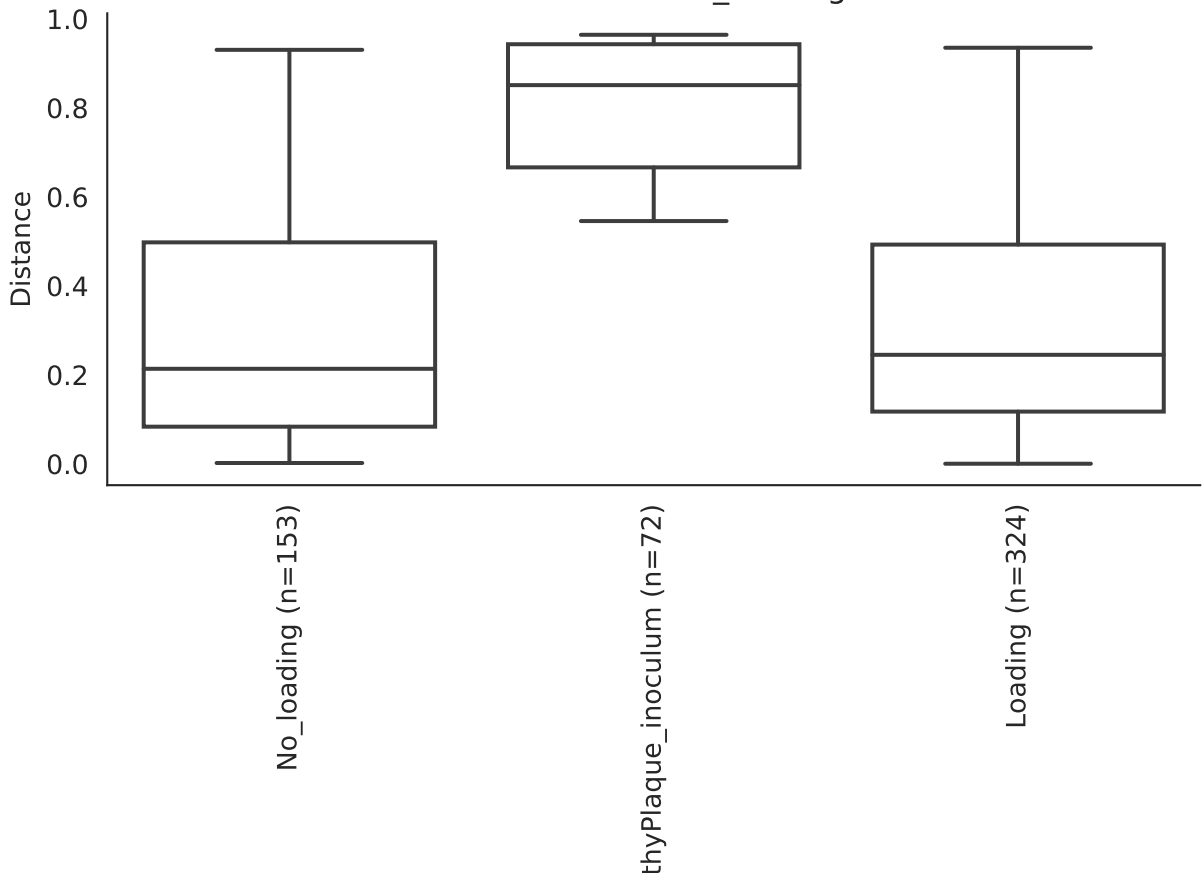 1.0
0.8
0.6
0.4
0.2
0.0
Distance
No_loading (n=153)
thyPlaque_inoculum (n=72)
Loading (n=324)